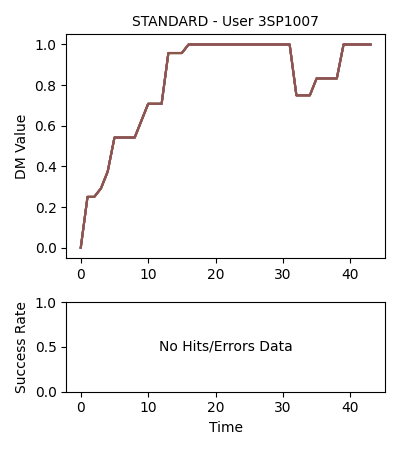 STANDARD - User 3SP1007
1.0
0.8
0.6
0.4
0.2
0.0
DM Value
0 10 20 30 40
1.0
0.5
0.0
Success Rate
No Hits/Errors Data
0 10 20 30 40
Time